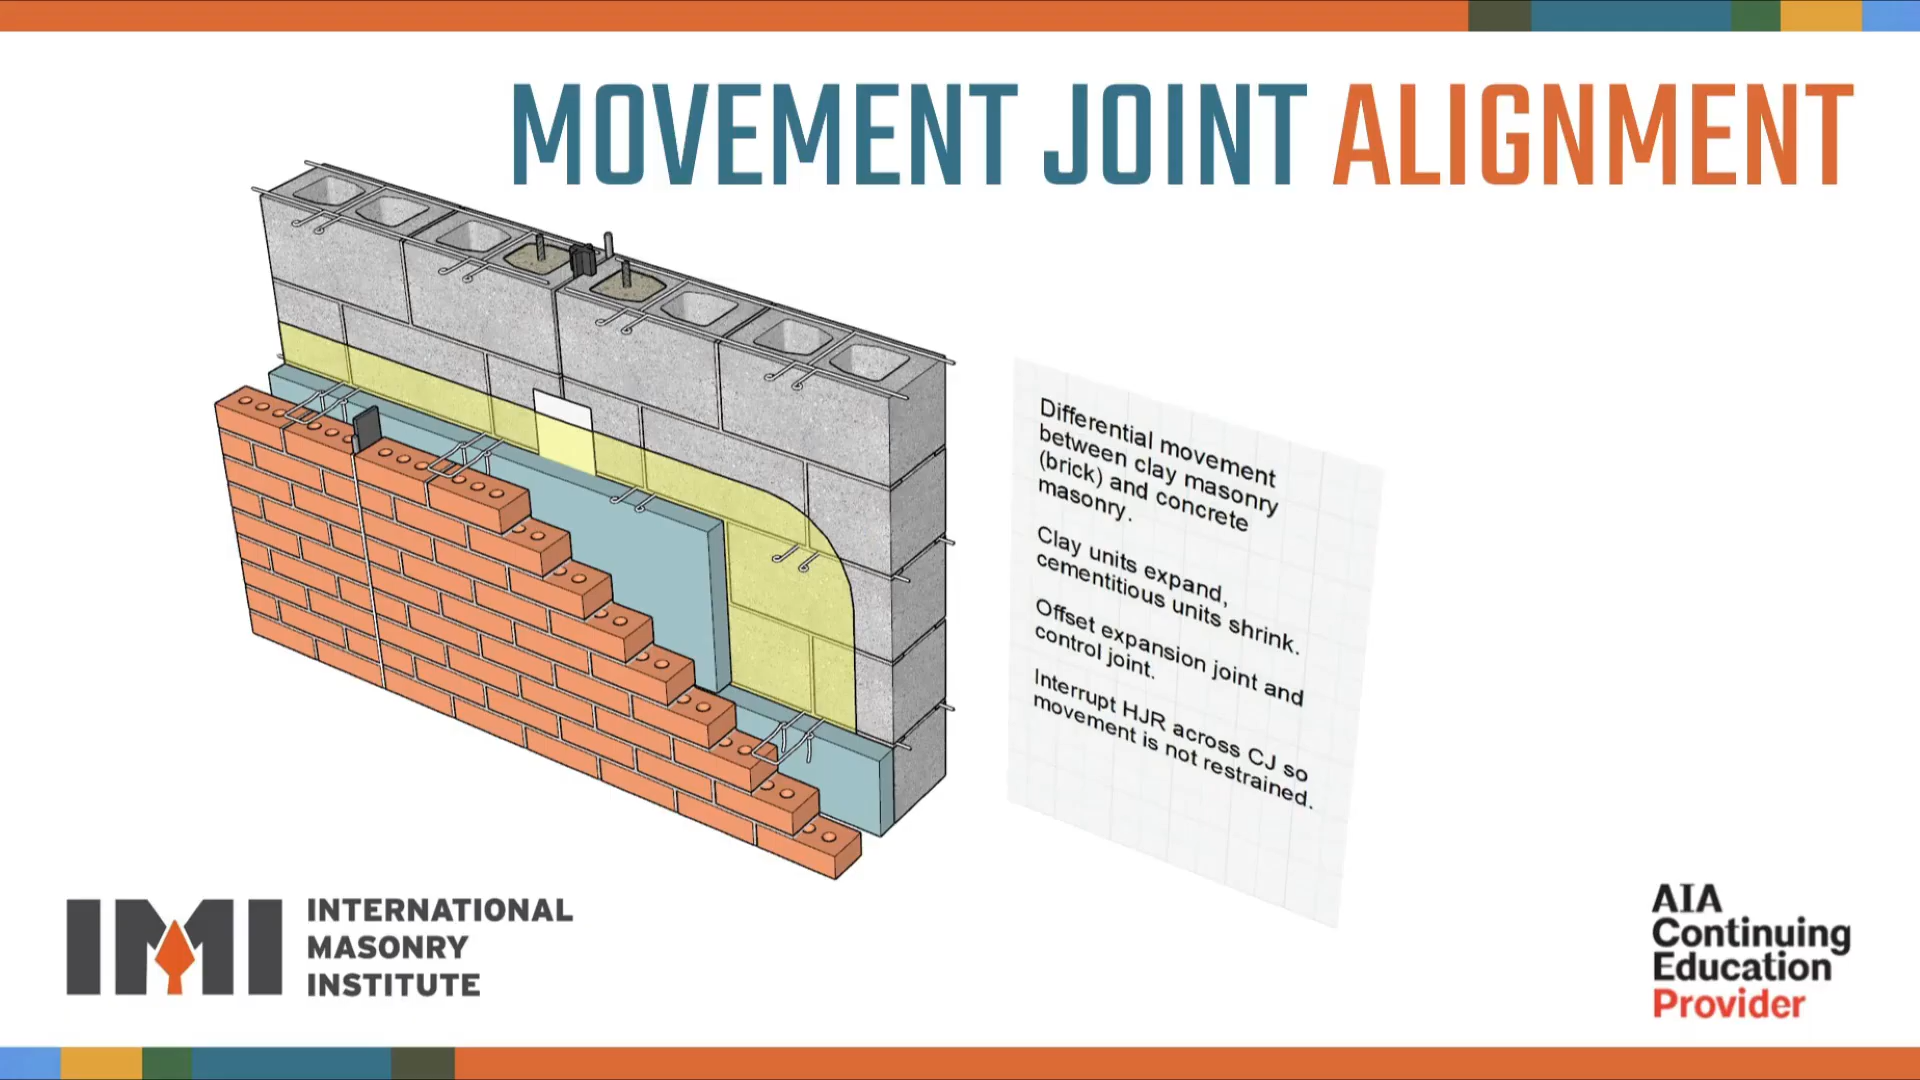 MOVEMENT JOINT ALIGNMENT
Differential movement
between clay masonry
(brick) and concrete
masonry.
Clay units expand,
cementitious units shrink.
Offset expansion joint and
control joint.
Interrupt HJR across CJ so
movement is not restrained.
IMI
INTERNATIONAL
MASONRY
INSTITUTE
AIA
Continuing
Education
Provider